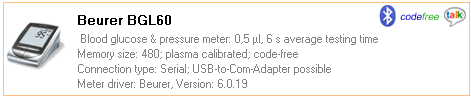 Beurer BGL60
codefree
talk
Blood glucose & pressure meter: 0,5 µl, 6 s average testing time
Memory size: 480; plasma calibrated; code-free
Connection type: Serial; USB-to-Com-Adapter possible
Meter driver: Beurer, Version: 6.0.19